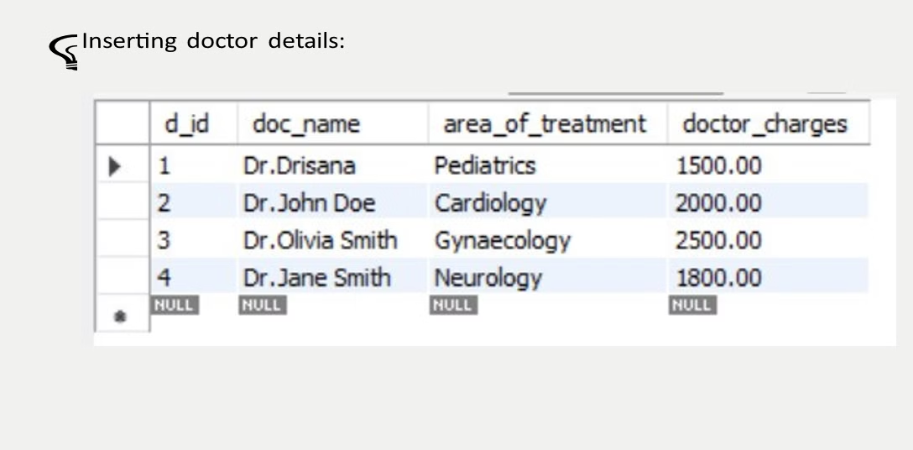 Inserting doctor details:
d_id doc_name area_of_treatment doctor_charges
1 Dr.Drisana Pediatrics 1500.00
2 Dr.John Doe Cardiology 2000.00
3 Dr.Olivia Smith Gynaecology 2500.00
4 Dr.Jane Smith Neurology 1800.00
NULL NULL NULL NULL